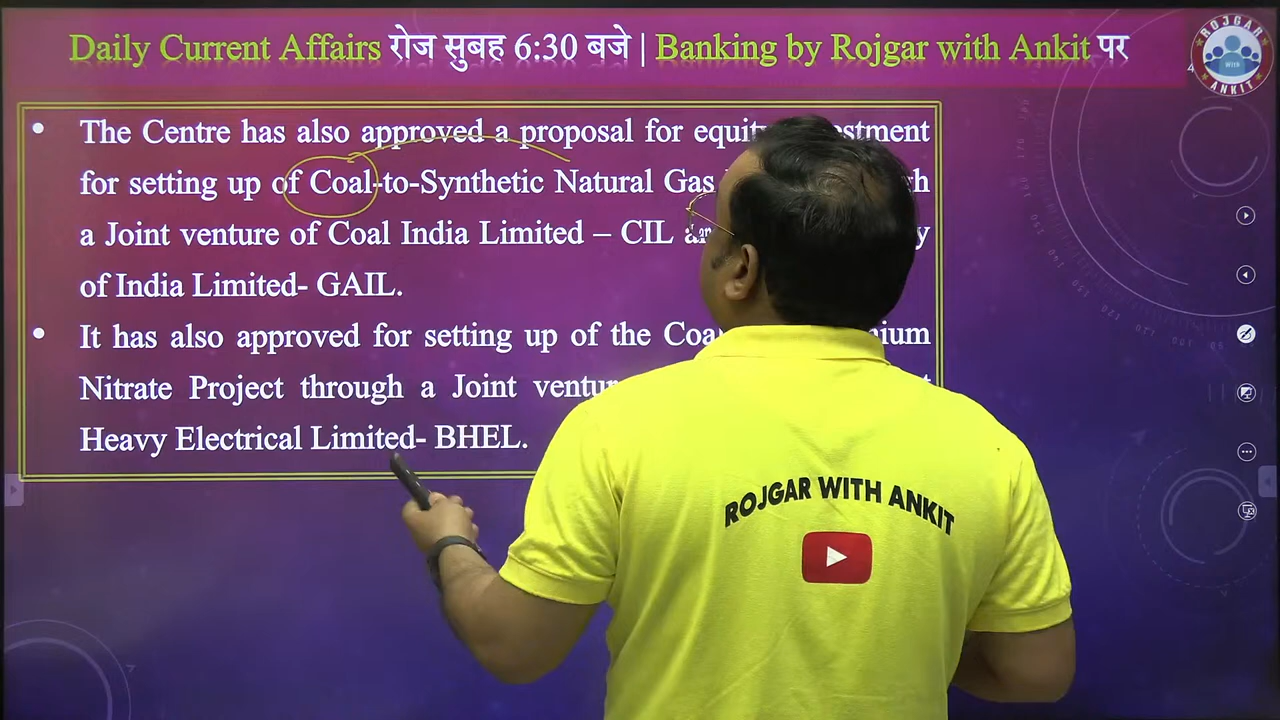 Daily Current Affairs रोज सुबह 6:30 बजे | Banking by Rojgar with Ankit पर
ROJGAR
With
ANKIT
The Centre has also approved a proposal for
for setting up of Coal-to-Synthetic Natural Gas
a Joint venture of Coal India Limited – CIL
of India Limited- GAIL.
It has also approved for setting up of the
Nitrate Project through a Joint
Heavy Electrical Limited- BHEL.
ROJGAR WITH ANKIT